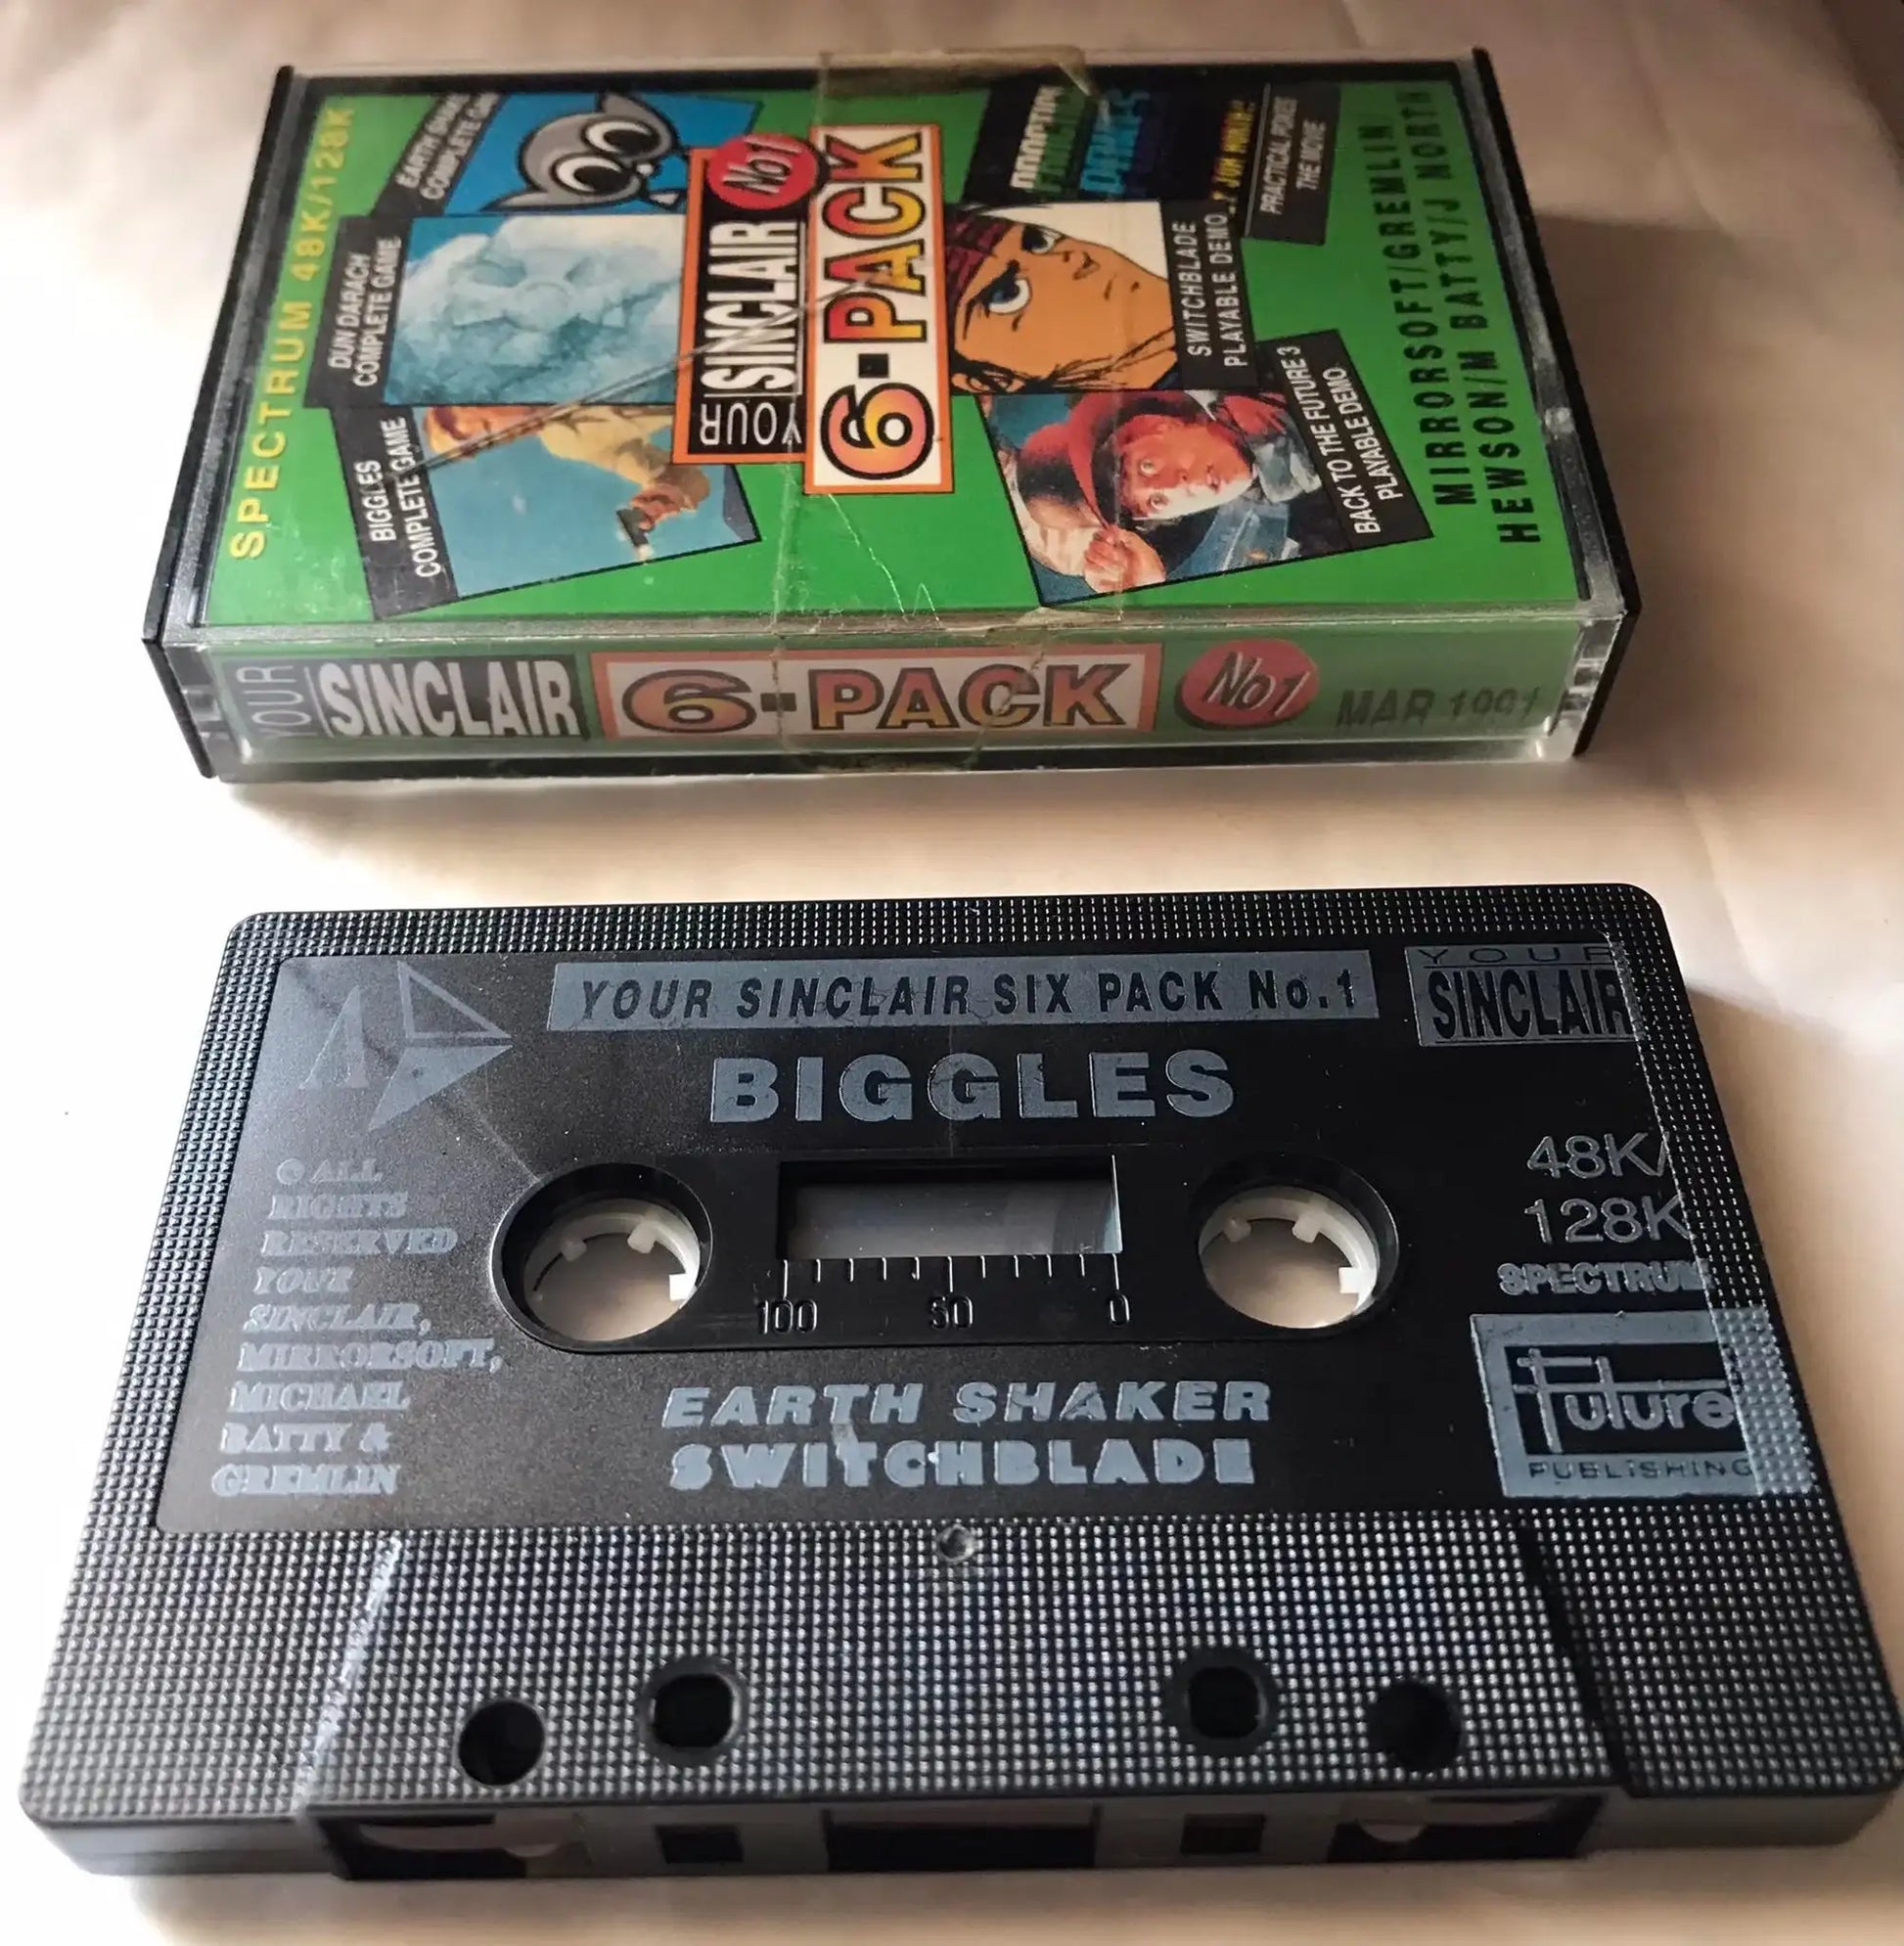 SPECTRUM 48K/128K
EARTH SHAKER
COMPLETE GAME
DUN DARACH
COMPLETE GAME
BIGGLES
COMPLETE GAME
No1
YOUR SINCLAIR
6-PACK
PRACTICAL POKES
THE MOVIE
SWITCHBLADE
PLAYABLE DEMO
BACK TO THE FUTURE 3
PLAYABLE DEMO
MIRRORSOFT/GREMLIN
HEWSON/M BATTY/J NORTH
YOUR SINCLAIR 6-PACK No1 MAR 1991
YOUR SINCLAIR SIX PACK No.1
YOUR
SINCLAIR
BIGGLES
A
© ALL
RIGHTS
RESERVED
YOUR
SINCLAIR,
MIRRORSOFT,
MICHAEL
BATTY &
GREMLIN
48K/
128K
SPECTRUM
100 50 0
EARTH SHAKER
SWITCHBLADE
Future
PUBLISHING